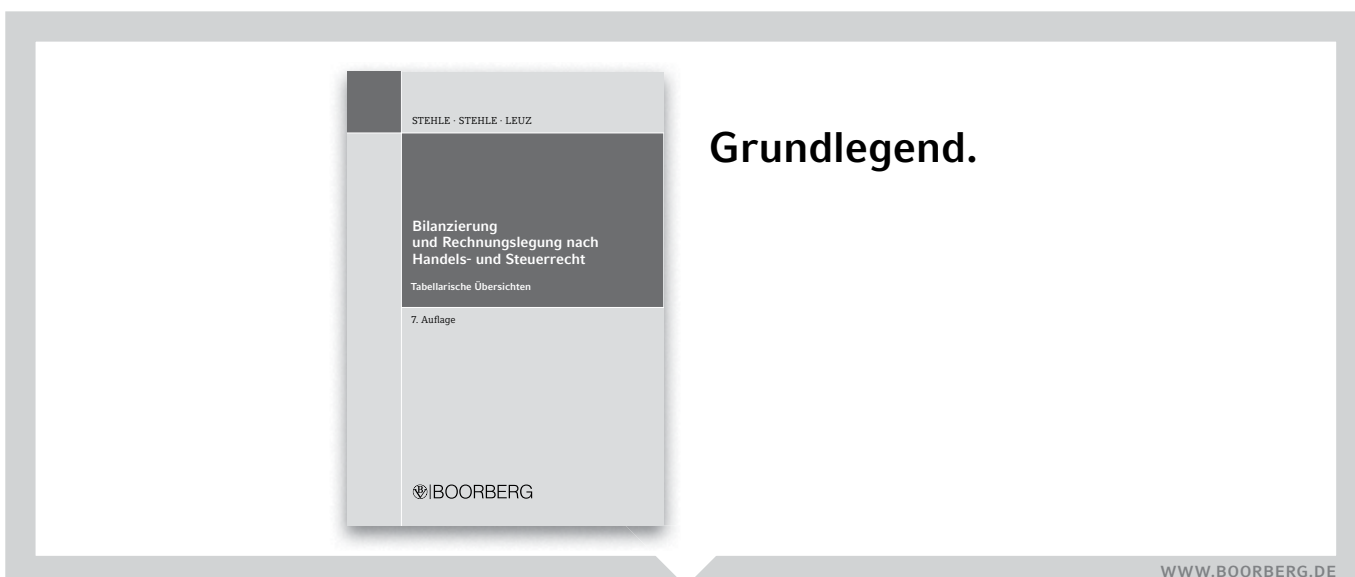 STEHLE · STEHLE · LEUZ
Bilanzierung
und Rechnungslegung nach
Handels- und Steuerrecht
Tabellarische Übersichten
7. Auflage
BOORBERG
Grundlegend.
WWW.BOORBERG.DE